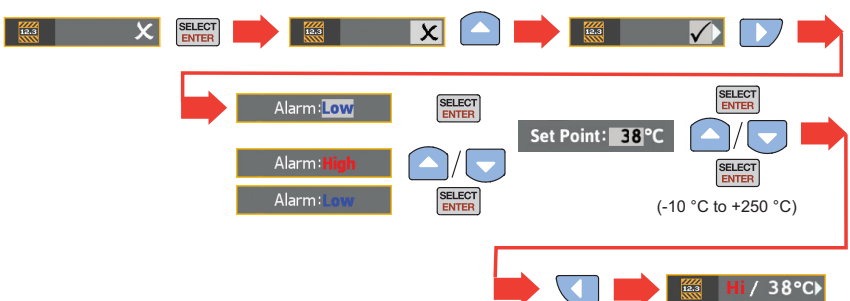 12.3 X
SELECT
ENTER
12.3 X
12.3 ✓
Alarm:Low
SELECT
ENTER
Alarm:High
Alarm:Low
SELECT
ENTER
Set Point: 38°C
SELECT
ENTER
/
SELECT
ENTER
(-10 °C to +250 °C)
12.3 Hi / 38°C